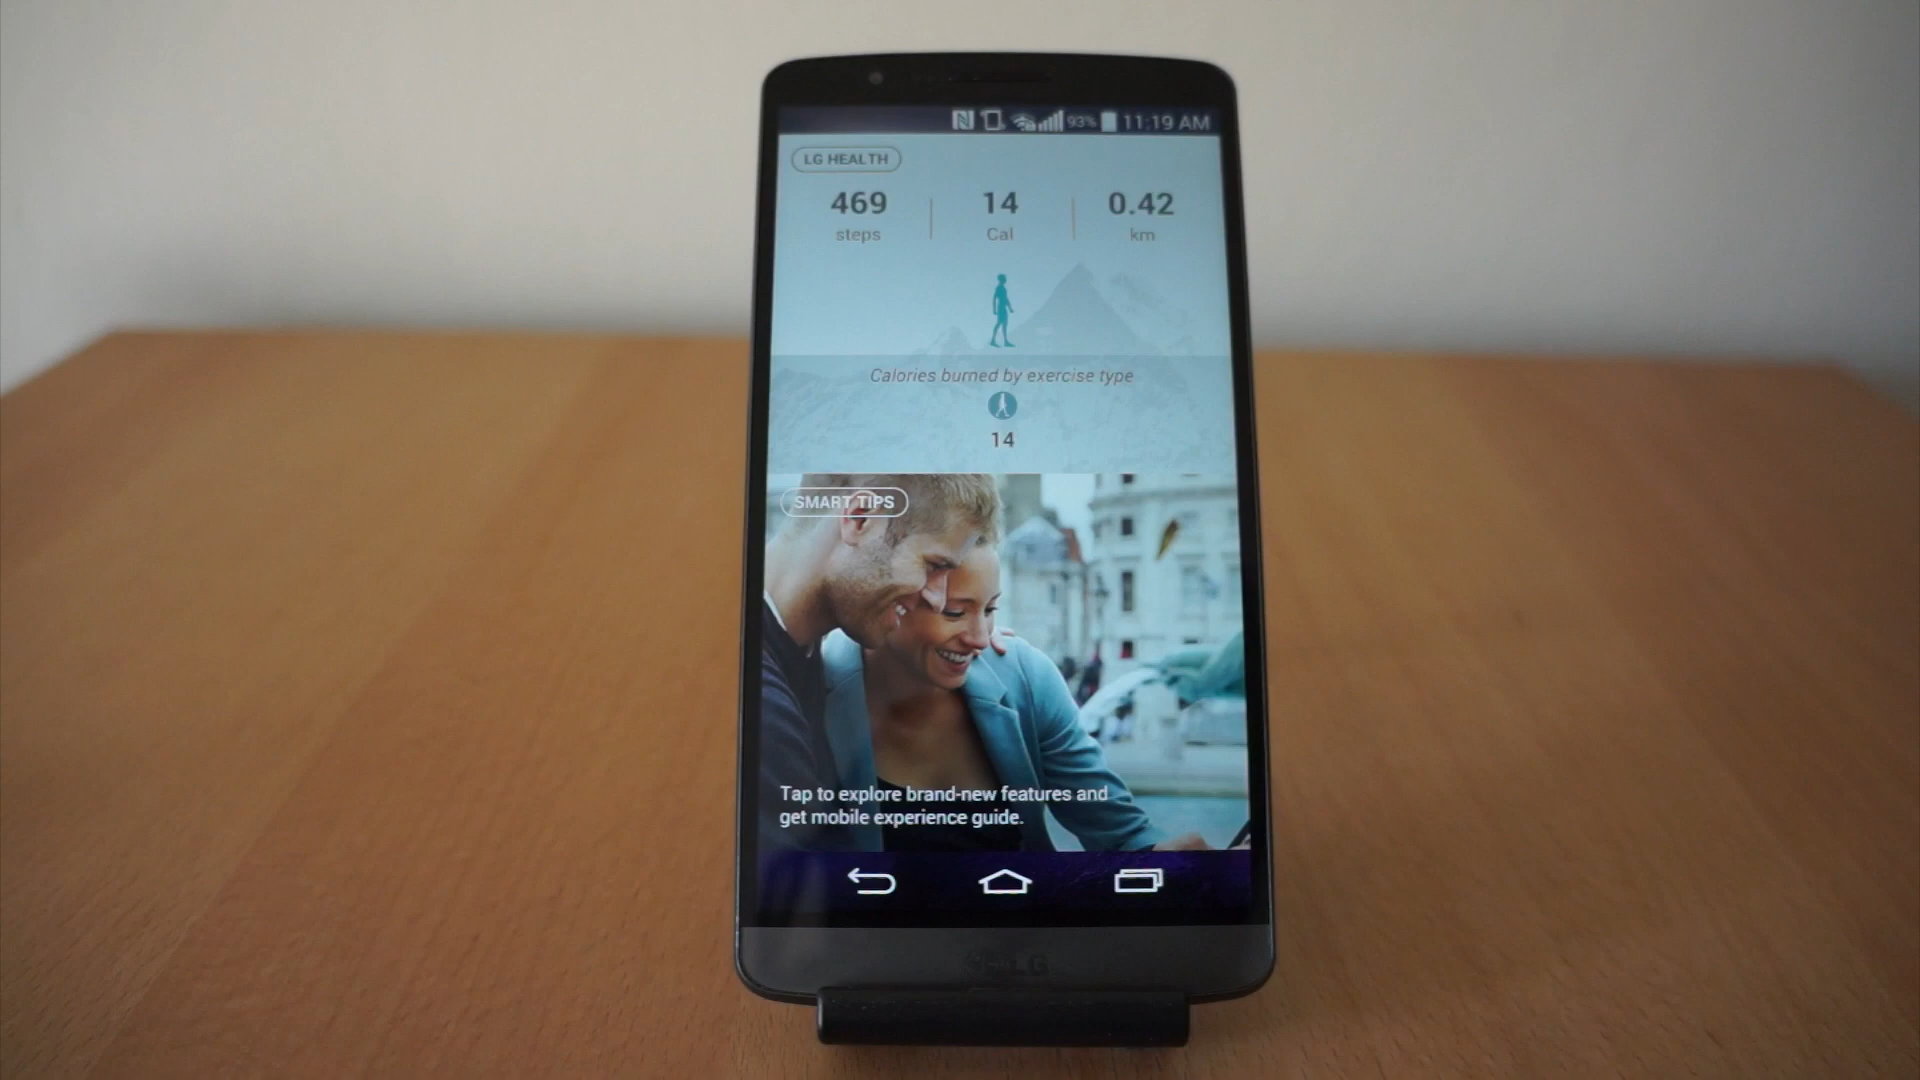 93% 11:19 AM
LG HEALTH
469 14 0.42
steps Cal km
Calories burned by exercise type
14
SMART TIPS
Tap to explore brand-new features and
get mobile experience guide.
LG